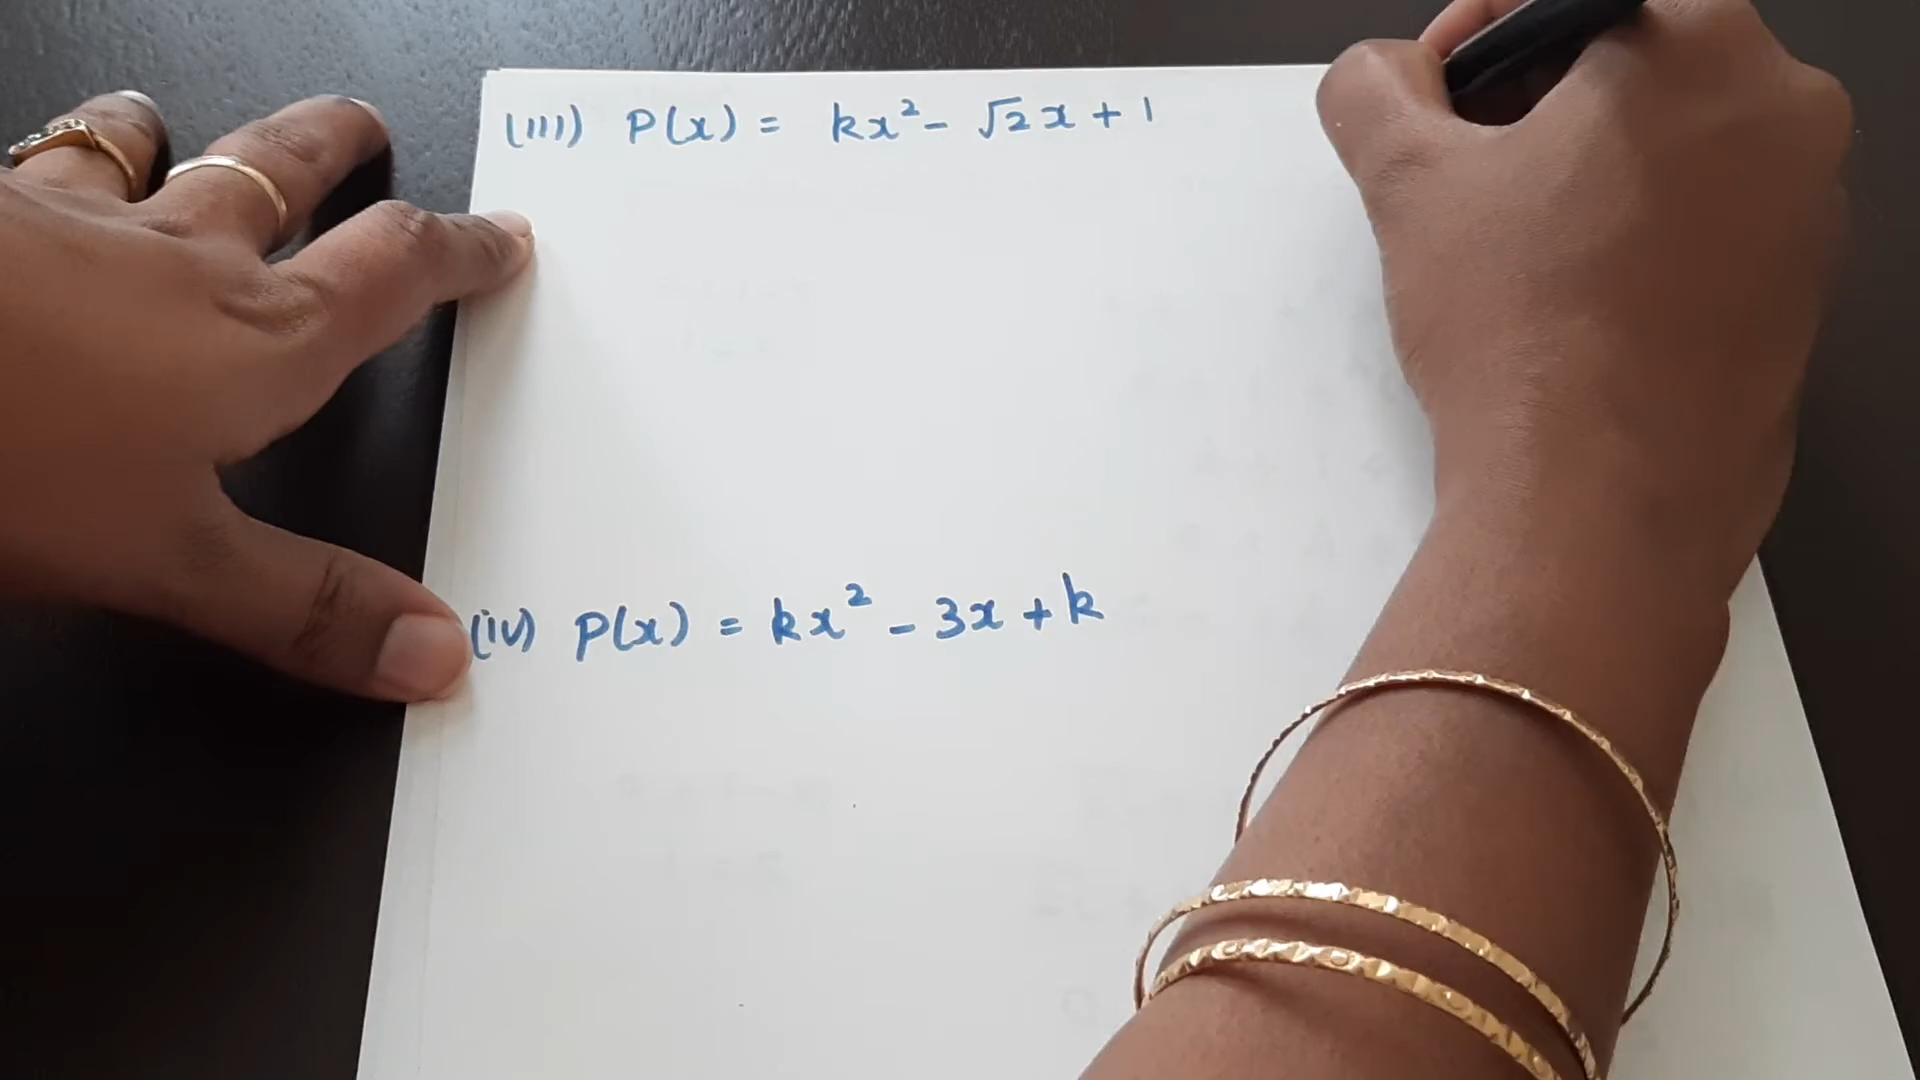 (iii) P(x) = kx² - √2x + 1
(iv) P(x) = kx² - 3x + k